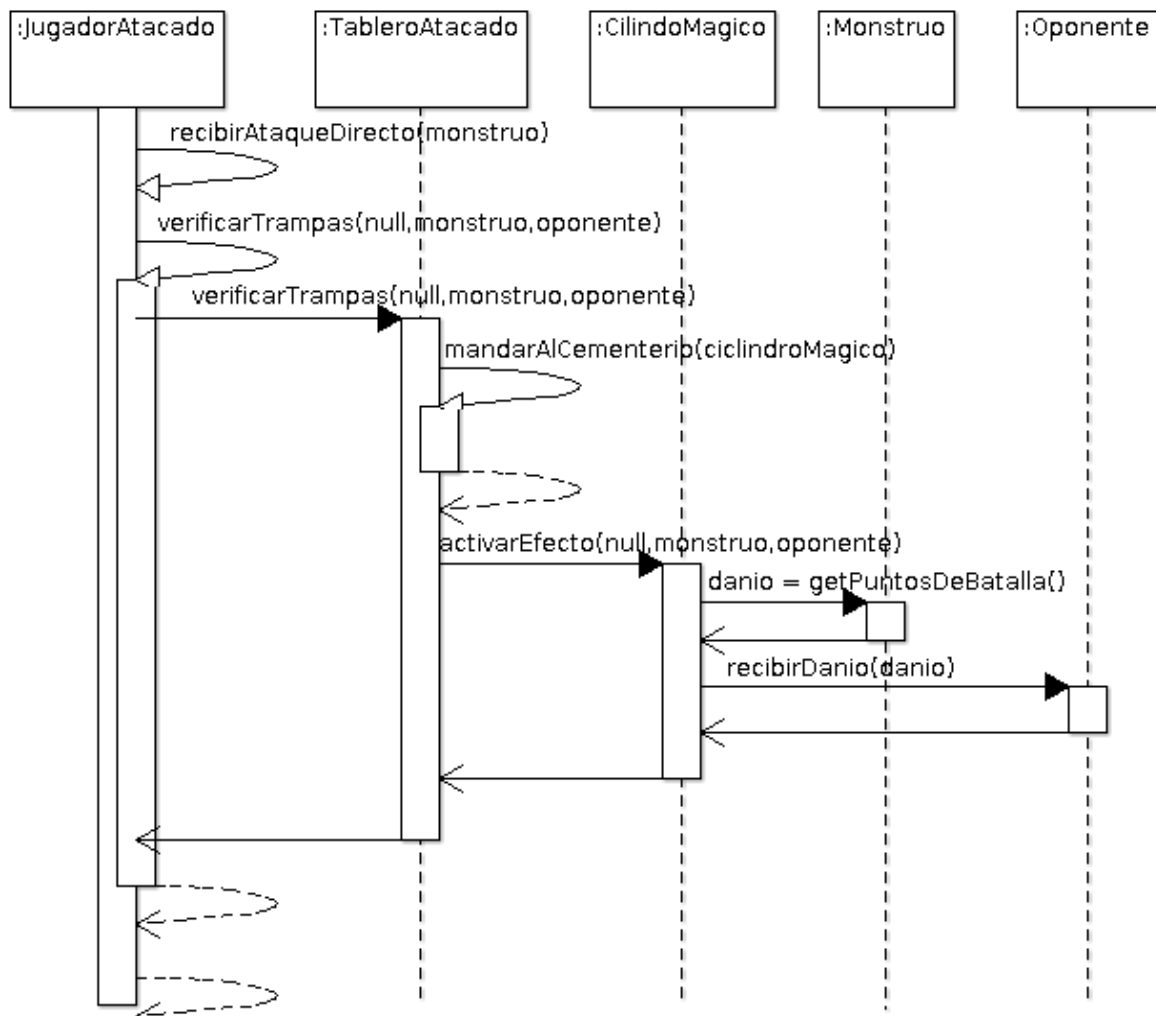 :JugadorAtacado
:TableroAtacado
:CilindoMagico
:Monstruo
:Oponente
recibirAtaqueDirecto(monstruo)
verificarTrampas(null,monstruo,oponente)
verificarTrampas(null,monstruo,oponente)
mandarAlCementerio(ciclindroMagico)
activarEfecto(null,monstruo,oponente)
danio = getPuntosDeBatalla()
recibirDanio(danio)